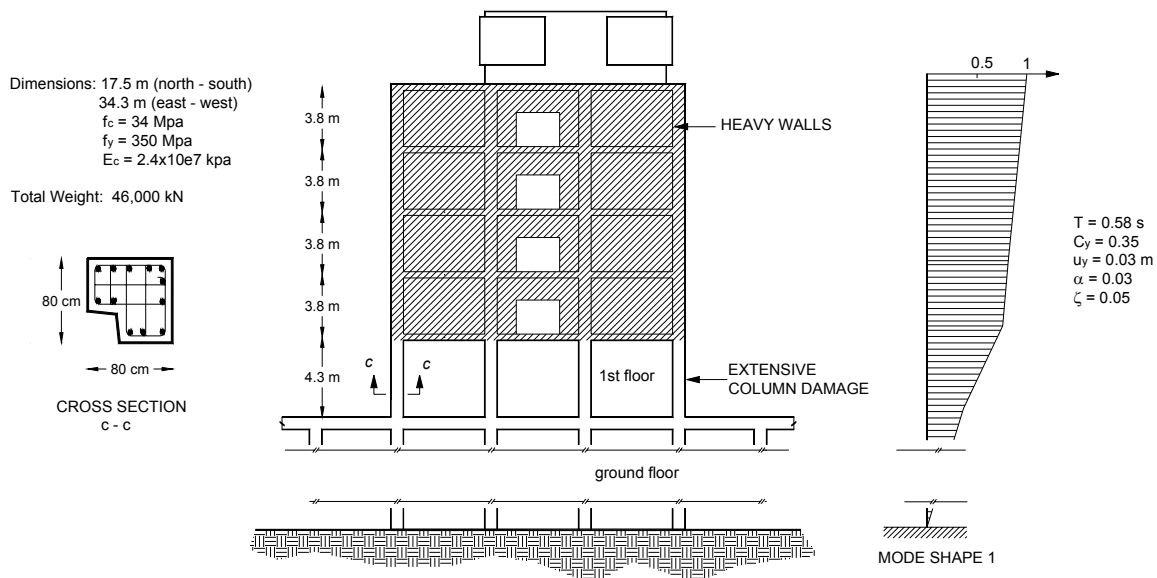 Dimensions: 17.5 m (north - south)
34.3 m (east - west)
fc = 34 Mpa
fy = 350 Mpa
Ec = 2.4x10e7 kpa
Total Weight: 46,000 kN
80 cm
80 cm
CROSS SECTION
c - c
3.8 m
3.8 m
3.8 m
3.8 m
4.3 m
c
c
1st floor
HEAVY WALLS
EXTENSIVE
COLUMN DAMAGE
ground floor
0.5
1
T = 0.58 s
Cy = 0.35
uy = 0.03 m
α = 0.03
ζ = 0.05
MODE SHAPE 1